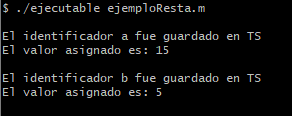 $ ./ejecutable ejemploResta.m
El identificador a fue guardado en TS
El valor asignado es: 15
El identificador b fue guardado en TS
El valor asignado es: 5